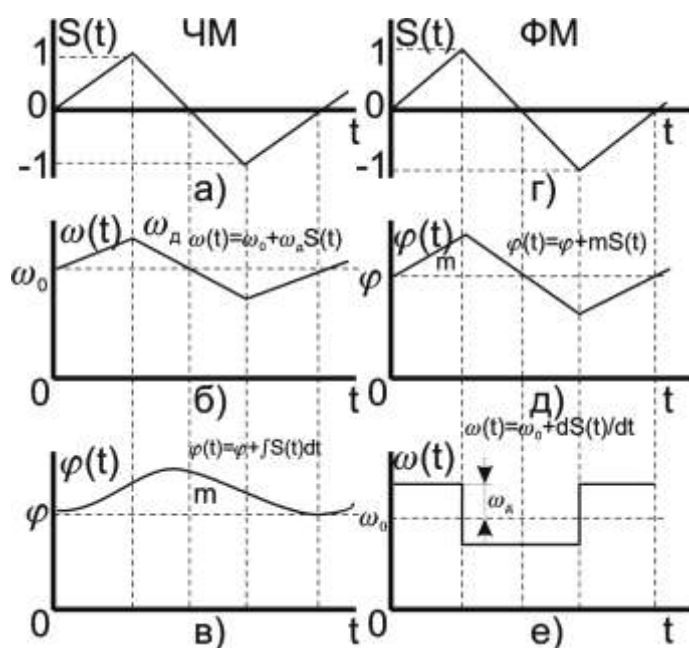 S(t) ЧМ
1
0
t
-1
а)
S(t) ФМ
1
0
t
-1
г)
ω(t) ω_д ω(t)=ω₀+ω_дS(t)
ω₀
0
t
б)
φ(t) φ(t)=φ+mS(t)
m
φ
0
t
д)
φ(t) φ(t)=φ+∫S(t)dt
m
φ
0
t
в)
ω(t)=ω₀+dS(t)/dt
ω(t)
ω_д
ω₀
0
t
е)